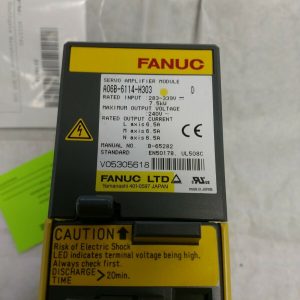 FANUC
SERVO AMPLIFIER MODULE
A06B-6114-H303 D
RATED INPUT 283-339V
7.5kW
MAXIMUM OUTPUT VOLTAGE
240V
RATED OUTPUT CURRENT
L axis 6.5A
M axis 6.5A
N axis 6.5A
MANUAL NO. B-65282
STANDARD EN50178, UL508C
V05305618
FANUC LTD
Yamanashi 401-0597 JAPAN
CAUTION
Risk of Electric Shock
LED indicates terminal voltage being high.
Always check first.
DISCHARGE > 20min.
TIME